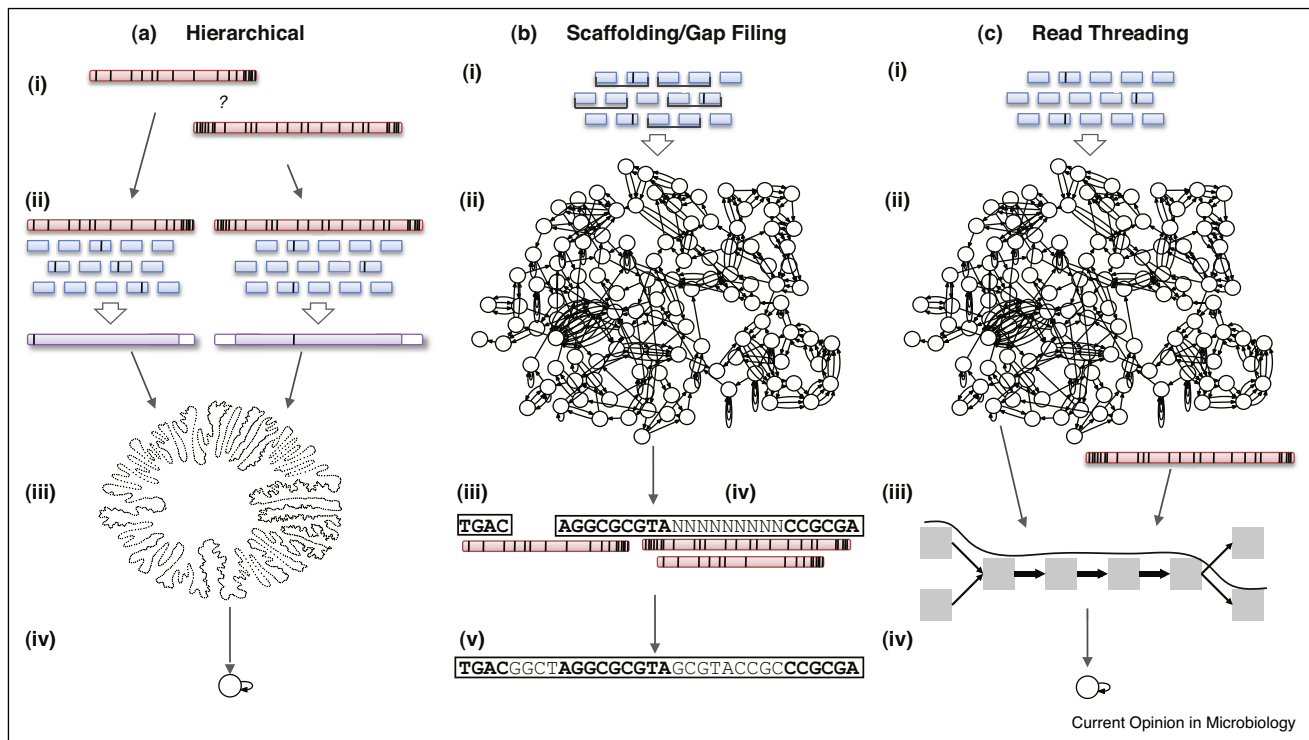 (a) Hierarchical
(i)
?
(ii)
(iii)
(iv)
(b) Scaffolding/Gap Filing
(i)
(ii)
(iii)
(iv)
TGAC
AGGCGCGTANNNNNNNNNCCGCGA
(v)
TGACGGCTAGGCGCGTAGCGTACCGCCCGCGA
(c) Read Threading
(i)
(ii)
(iii)
(iv)
Current Opinion in Microbiology